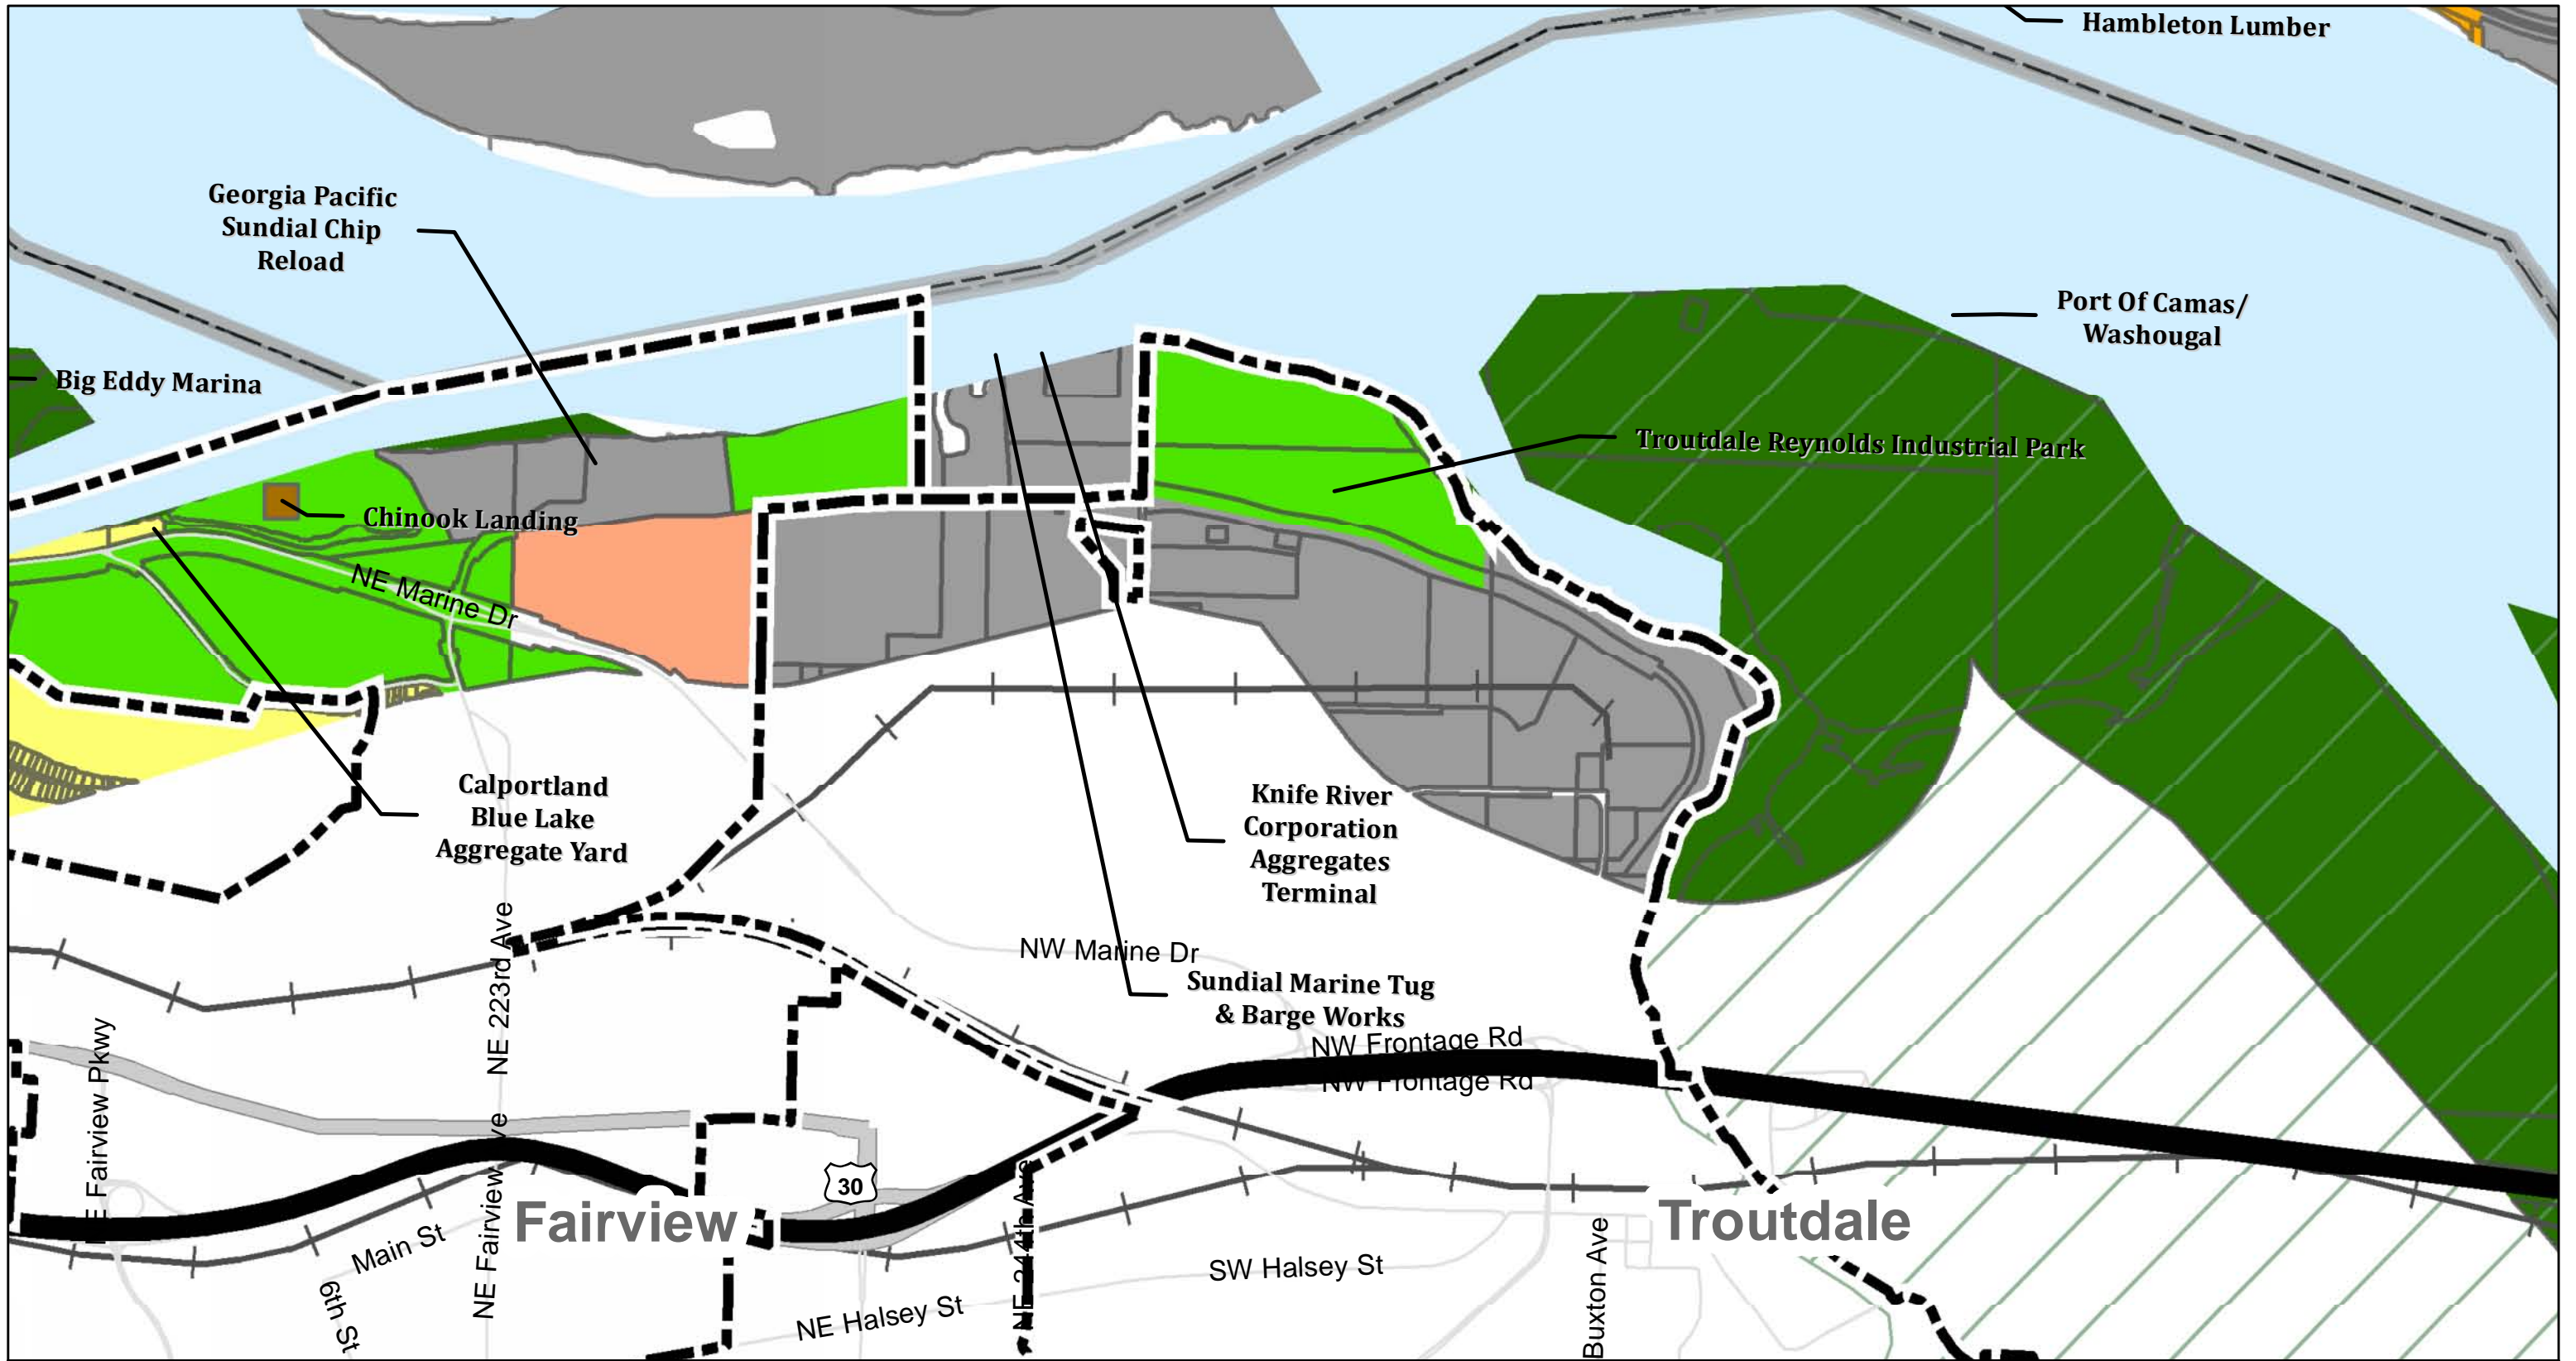 Hambleton Lumber
Georgia Pacific
Sundial Chip
Reload
Port Of Camas/
Washougal
Big Eddy Marina
Troutdale Reynolds Industrial Park
Chinook Landing
NE Marine Dr
Calportland
Blue Lake
Aggregate Yard
Knife River
Corporation
Aggregates
Terminal
NW Marine Dr
Sundial Marine Tug
& Barge Works
NE 223rd Ave
NW Frontage Rd
NW Frontage Rd
NE Fairview Pkwy
NE Fairview Ave
30
Fairview
NE 244th Ave
Troutdale
Main St
6th St
SW Halsey St
NE Halsey St
Buxton Ave